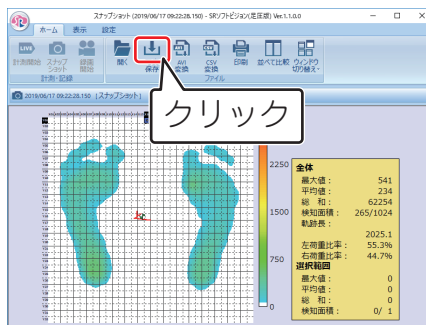 スナップショット (2019/06/17 09:22:28.150) - SRソフトビジョン(足圧版) Ver.1.1.0.0
ホーム 表示 設定
LIVE AVI CSV
計測開始 スナップショット 録画開始 開く 保存 AVI変換 CSV変換 印刷 並べて比較 ウィンドウ切り替え
計測・記録 ファイル
2019/06/17 09:22:28.150 [スナップショット]
クリック
2250
1500
750
0
全体
最大値: 541
平均値: 234
総 和: 62254
検知面積: 265/1024
軌跡長:
2025.1
左荷重比率: 55.3%
右荷重比率: 44.7%
選択範囲
最大値: 0
平均値: 0
総 和: 0
検知面積: 0/ 1